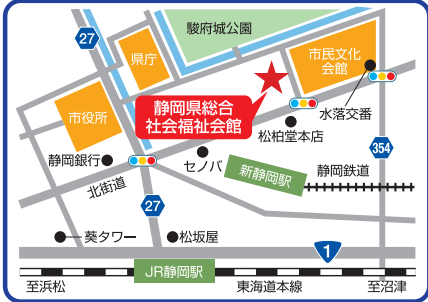 駿府城公園
27
県庁
市民文化
会館
市役所
静岡県総合
社会福祉会館
水落交番
松柏堂本店
354
静岡銀行
セノバ
新静岡駅
静岡鉄道
北街道
27
葵タワー
松坂屋
1
JR静岡駅
至浜松
東海道本線
至沼津